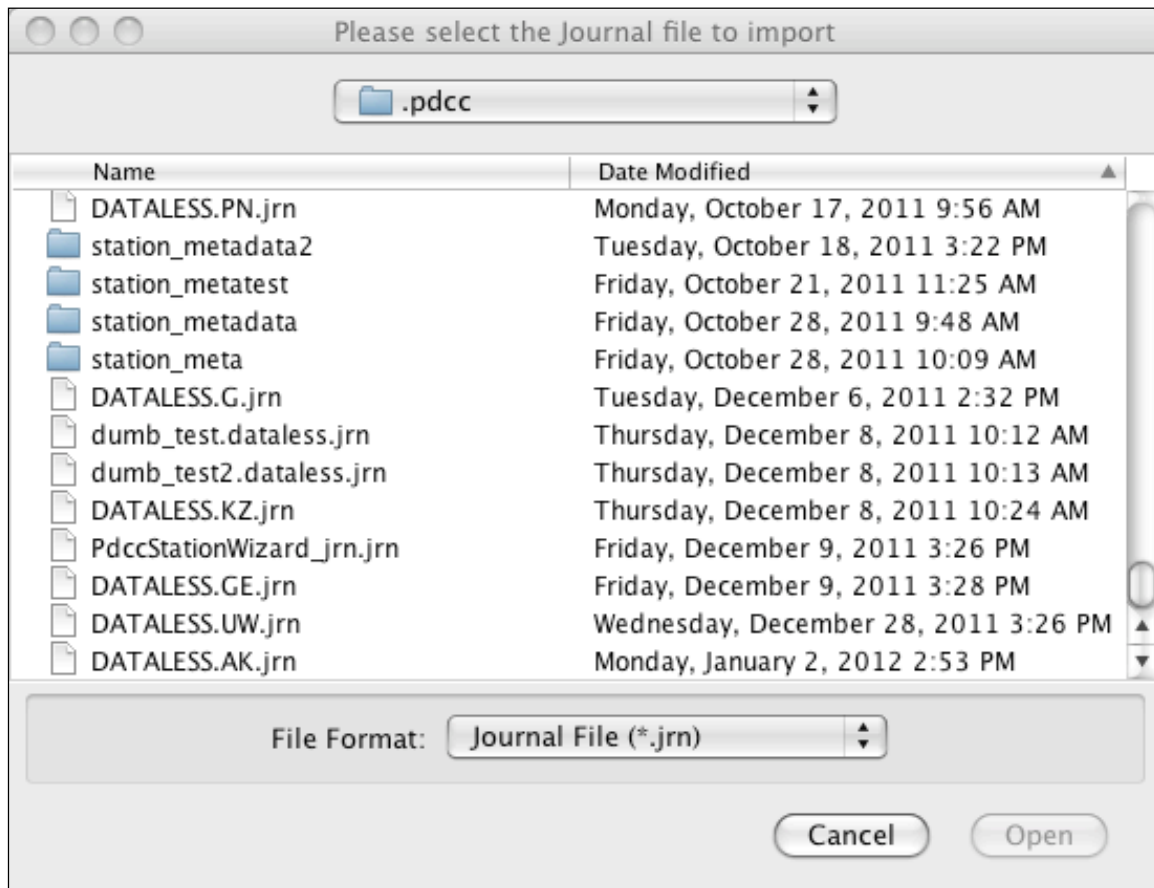 Please select the Journal file to import
.pdcc
Name Date Modified
DATALESS.PN.jrn Monday, October 17, 2011 9:56 AM
station_metadata2 Tuesday, October 18, 2011 3:22 PM
station_metatest Friday, October 21, 2011 11:25 AM
station_metadata Friday, October 28, 2011 9:48 AM
station_meta Friday, October 28, 2011 10:09 AM
DATALESS.G.jrn Tuesday, December 6, 2011 2:32 PM
dumb_test.dataless.jrn Thursday, December 8, 2011 10:12 AM
dumb_test2.dataless.jrn Thursday, December 8, 2011 10:13 AM
DATALESS.KZ.jrn Thursday, December 8, 2011 10:24 AM
PdccStationWizard_jrn.jrn Friday, December 9, 2011 3:26 PM
DATALESS.GE.jrn Friday, December 9, 2011 3:28 PM
DATALESS.UW.jrn Wednesday, December 28, 2011 3:26 PM
DATALESS.AK.jrn Monday, January 2, 2012 2:53 PM
File Format: Journal File (*.jrn)
Cancel Open